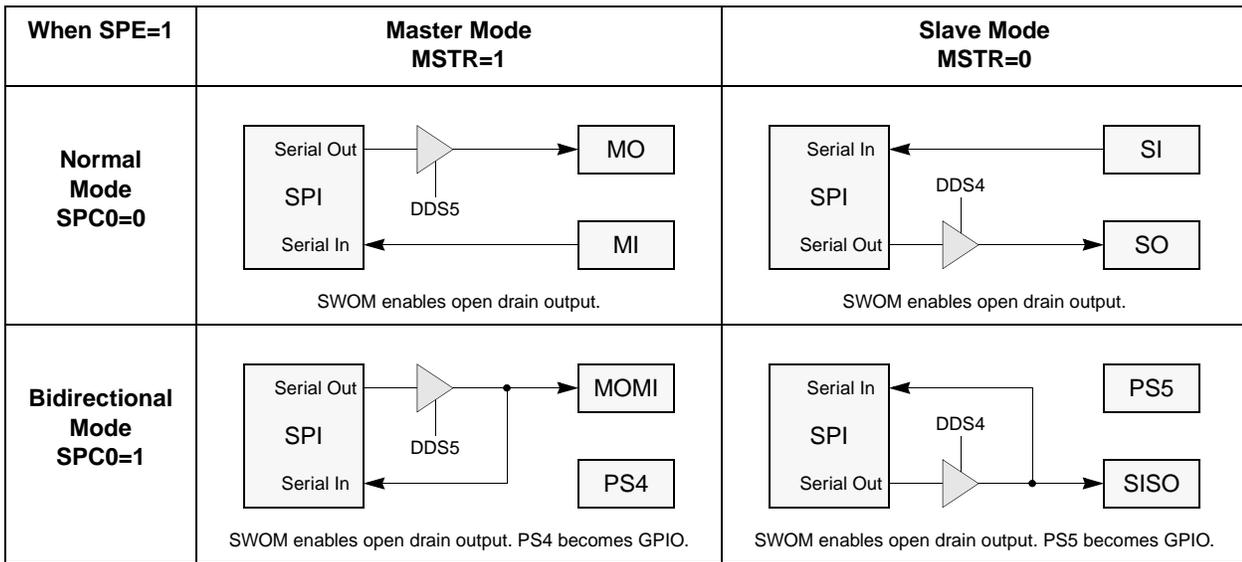 When SPE=1
Master Mode
MSTR=1
Slave Mode
MSTR=0
Normal
Mode
SPC0=0
Serial Out
SPI
Serial In
DDS5
MO
MI
SWOM enables open drain output.
Serial In
SPI
Serial Out
DDS4
SI
SO
SWOM enables open drain output.
Bidirectional
Mode
SPC0=1
Serial Out
SPI
Serial In
DDS5
MOMI
PS4
SWOM enables open drain output. PS4 becomes GPIO.
Serial In
SPI
Serial Out
DDS4
PS5
SISO
SWOM enables open drain output. PS5 becomes GPIO.